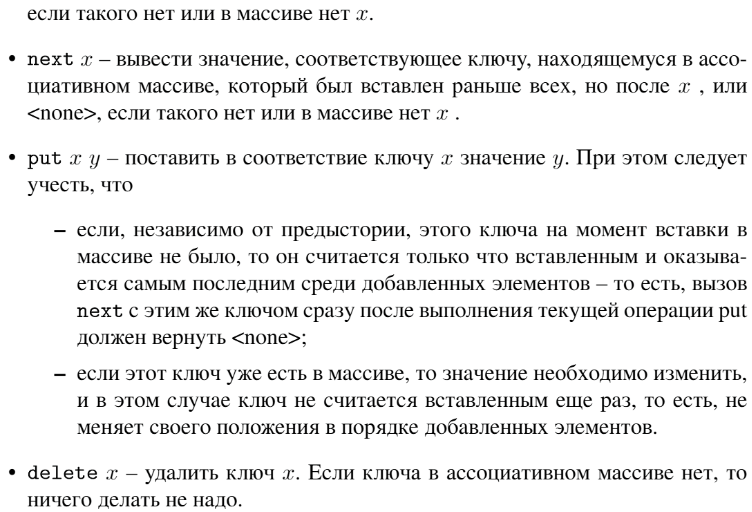 если такого нет или в массиве нет x.
• next x – вывести значение, соответствующее ключу, находящемуся в ассо-
циативном массиве, который был вставлен раньше всех, но после x , или
<none>, если такого нет или в массиве нет x .
• put x y – поставить в соответствие ключу x значение y. При этом следует
учесть, что
– если, независимо от предыстории, этого ключа на момент вставки в
массиве не было, то он считается только что вставленным и оказыва-
ется самым последним среди добавленных элементов – то есть, вызов
next с этим же ключом сразу после выполнения текущей операции put
должен вернуть <none>;
– если этот ключ уже есть в массиве, то значение необходимо изменить,
и в этом случае ключ не считается вставленным еще раз, то есть, не
меняет своего положения в порядке добавленных элементов.
• delete x – удалить ключ x. Если ключа в ассоциативном массиве нет, то
ничего делать не надо.